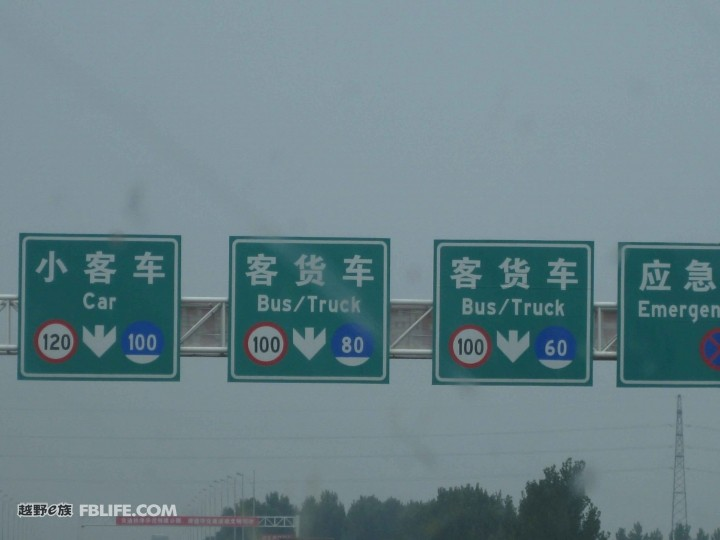 小客车
Car
120 100
客货车
Bus/Truck
100 80
客货车
Bus/Truck
100 60
应急
Emergen
越野e族 FBLIFE.COM